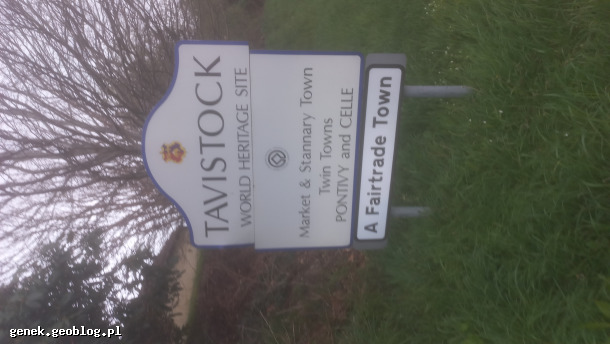 TAVISTOCK
WORLD HERITAGE SITE
Market & Stannary Town
Twin Towns
PONTIVY and CELLE
A Fairtrade Town
genek.geoblog.pl